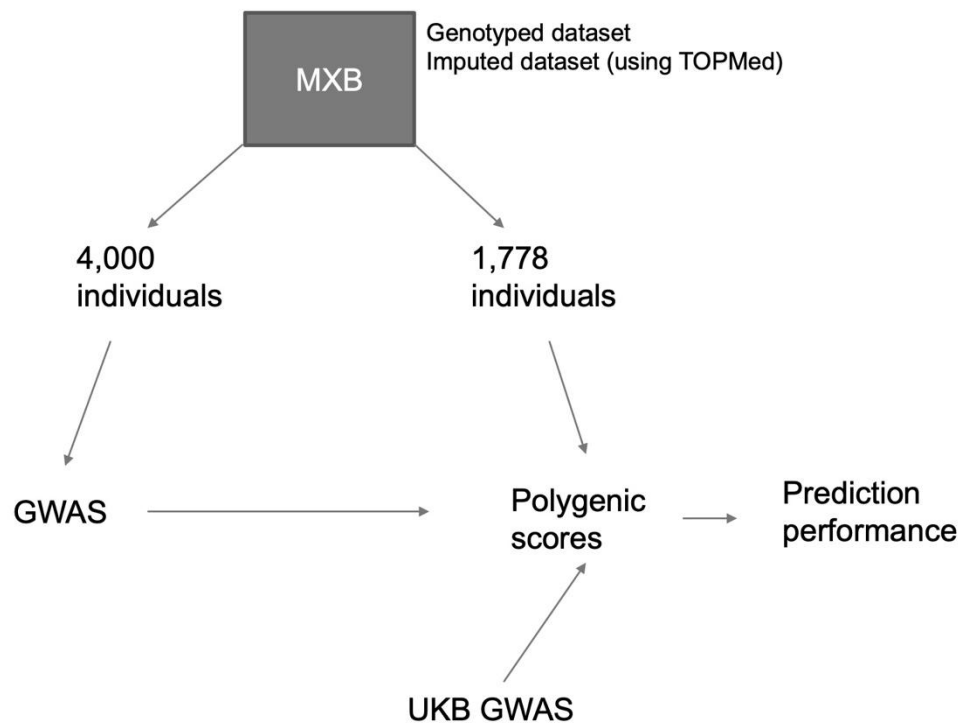 MXB
Genotyped dataset
Imputed dataset (using TOPMed)
4,000
individuals
1,778
individuals
GWAS
Polygenic
scores
Prediction
performance
UKB GWAS